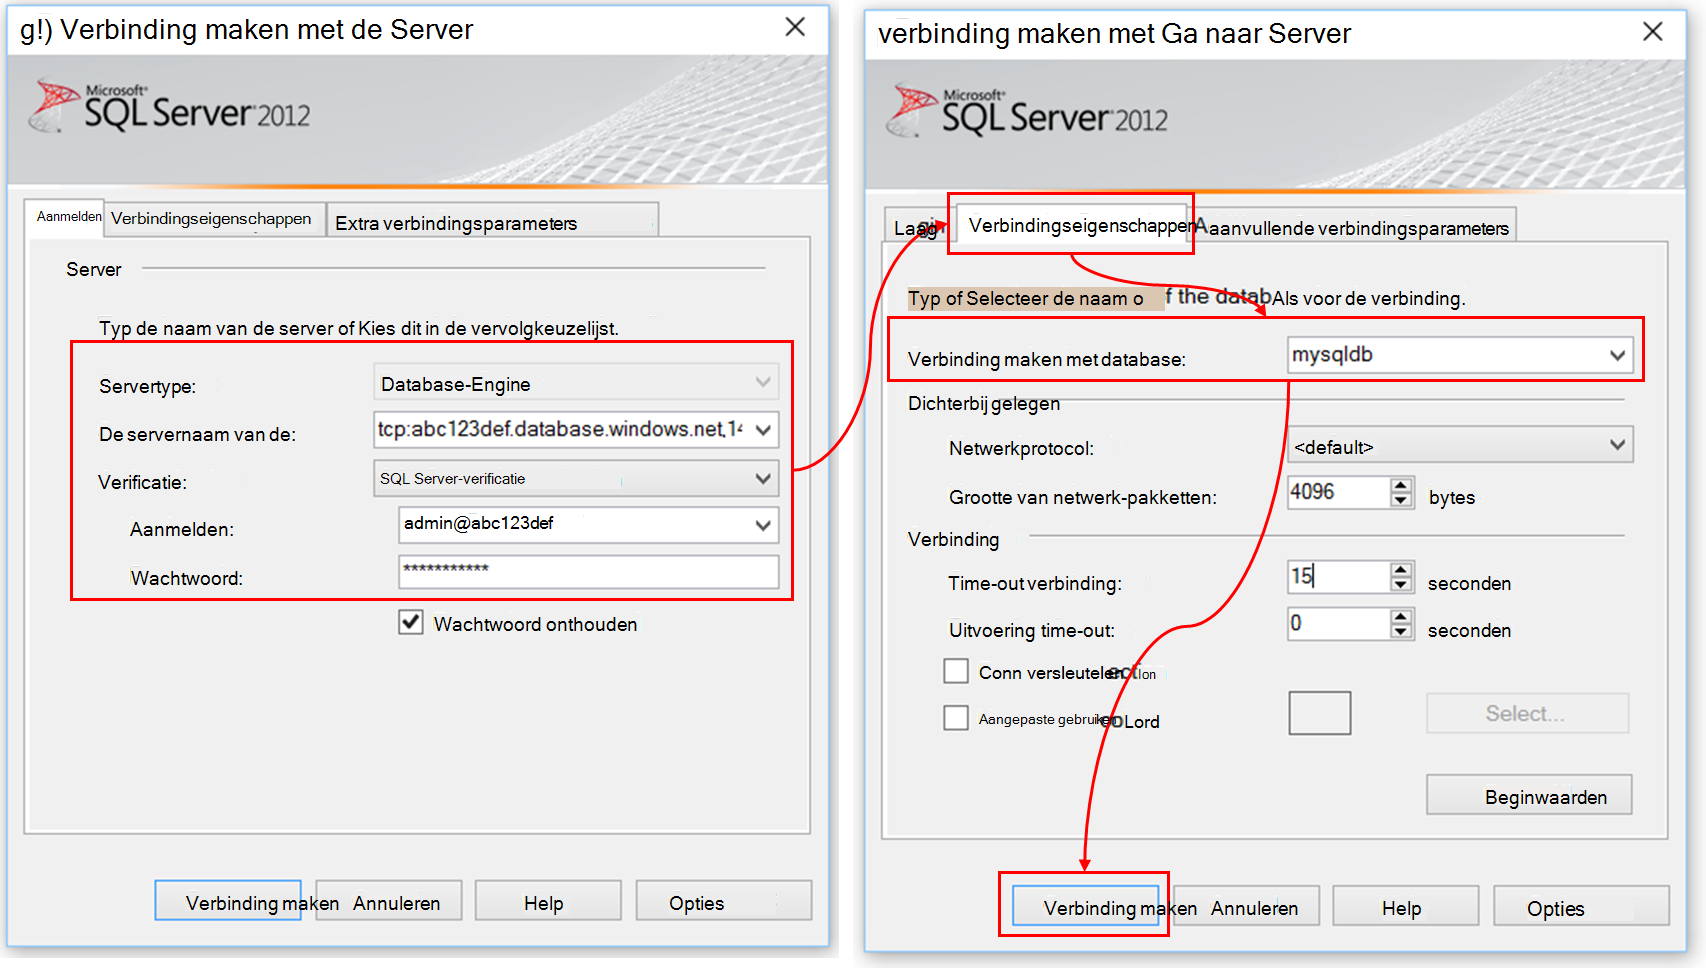 g!) Verbinding maken met de Server
Microsoft®
SQL Server® 2012
Aanmelden
Verbindingseigenschappen
Extra verbindingsparameters
Server
Typ de naam van de server of Kies dit in de vervolgkeuzelijst.
Servertype:
Database-Engine
De servernaam van de:
tcp:abc123def.database.windows.net,14
Verificatie:
SQL Server-verificatie
Aanmelden:
admin@abc123def
Wachtwoord:
***********
Wachtwoord onthouden
Verbinding maken
Annuleren
Help
Opties
verbinding maken met Ga naar Server
Microsoft®
SQL Server® 2012
Laag
Verbindingseigenschappen
Aaanvullende verbindingsparameters
Typ of Selecteer de naam o f the datab Als voor de verbinding.
Verbinding maken met database:
mysqldb
Dichterbij gelegen
Netwerkprotocol:
<default>
Grootte van netwerk-pakketten:
4096
bytes
Verbinding
Time-out verbinding:
15
seconden
Uitvoering time-out:
0
seconden
Conn versleutelen
Aangepaste gebruiken
Lord
Select...
Beginwaarden
Verbinding maken
Annuleren
Help
Opties